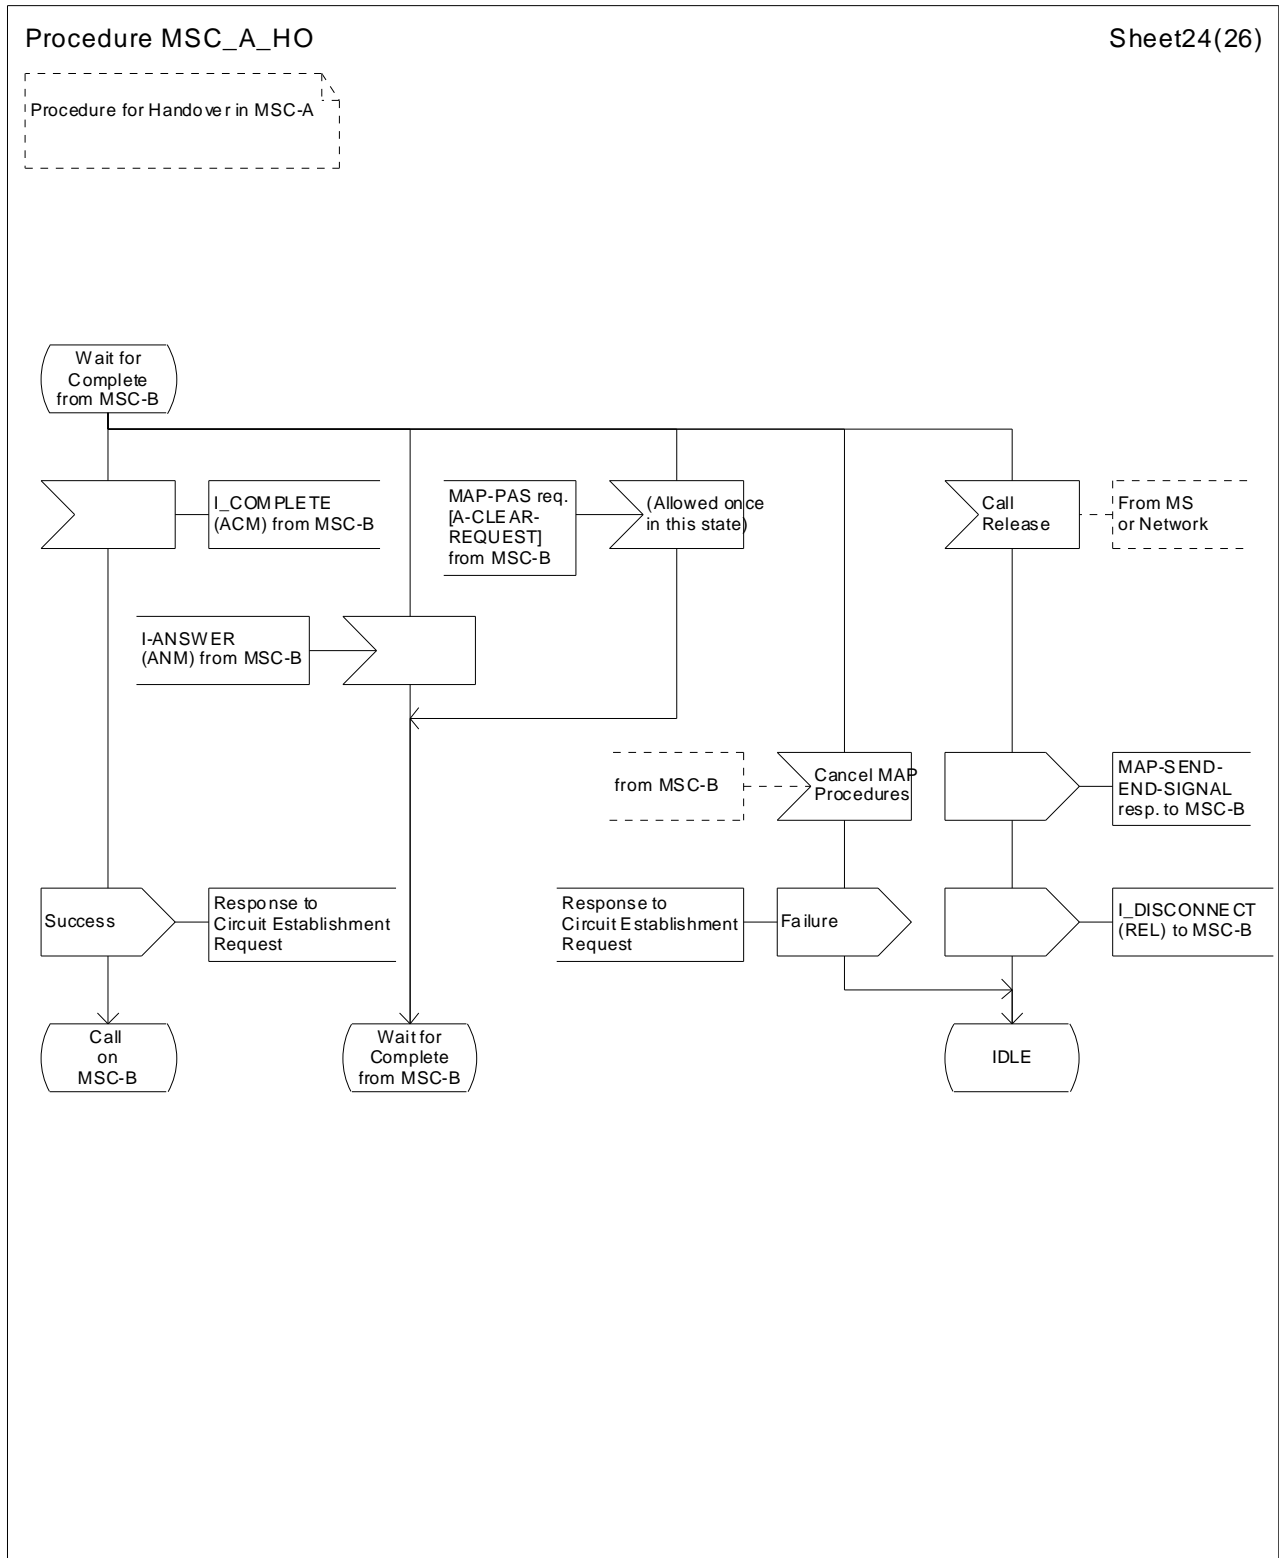 Procedure MSC_A_HO
Sheet24(26)
Procedure for Handover in MSC-A
Wait for
Complete
from MSC-B
I_COMPLETE
(ACM) from MSC-B
MAP-PAS req.
[A-CLEAR-
REQUEST]
from MSC-B
(Allowed once
in this state)
Call
Release
From MS
or Network
I-ANSWER
(ANM) from MSC-B
from MSC-B
Cancel MAP
Procedures
MAP-SEND-
END-SIGNAL
resp. to MSC-B
Success
Response to
Circuit Establishment
Request
Response to
Circuit Establishment
Request
Failure
I_DISCONNECT
(REL) to MSC-B
Call
on
MSC-B
Wait for
Complete
from MSC-B
IDLE